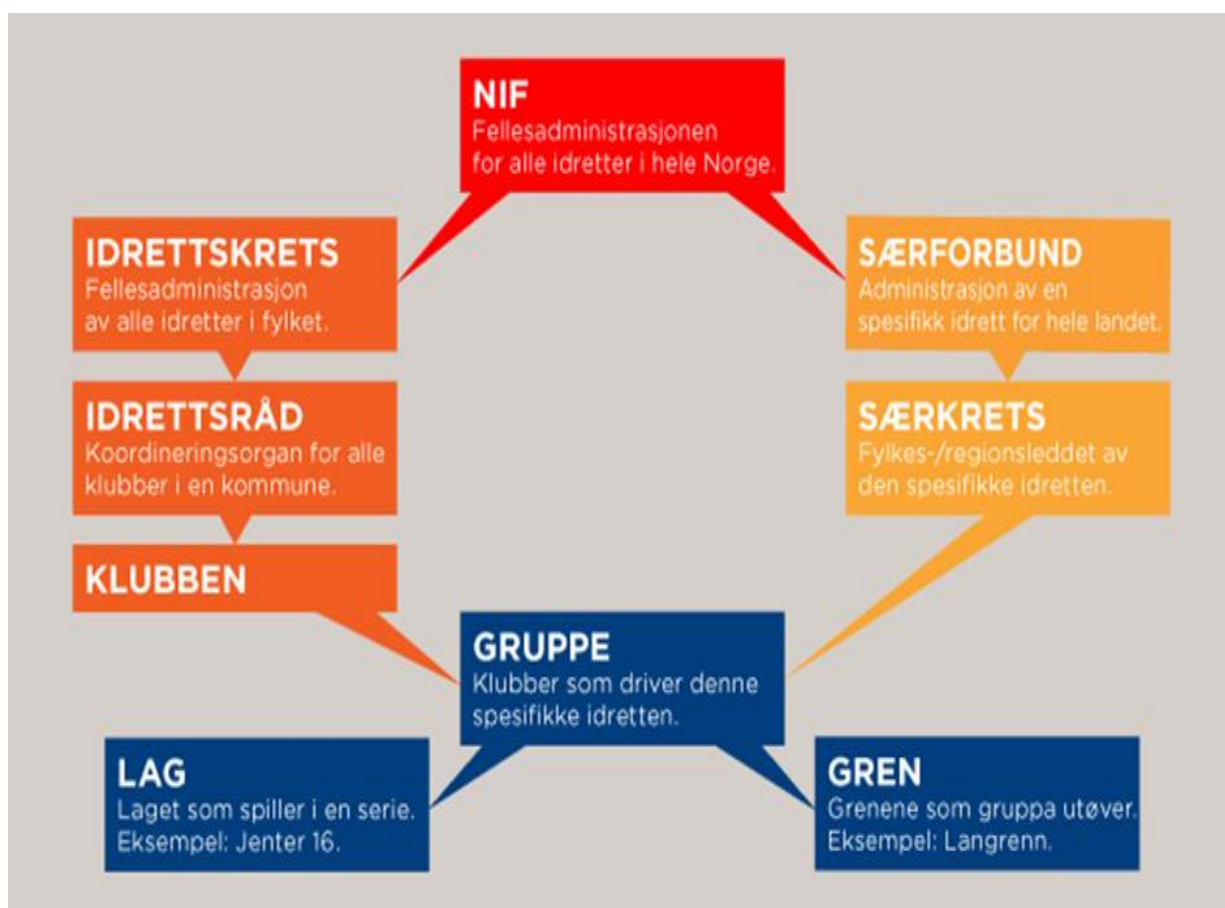 NIF
Fellesadministrasjonen
for alle idretter i hele Norge.
IDRETTSKRETS
Fellesadministrasjon
av alle idretter i fylket.
IDRETTSRÅD
Koordineringsorgan for alle
klubber i en kommune.
KLUBBEN
SÆRFORBUND
Administrasjon av en
spesifikk idrett for hele landet.
SÆRKRETS
Fylkes-/regionsleddet av
den spesifikke idretten.
GRUPPE
Klubber som driver denne
spesifikke idretten.
LAG
Laget som spiller i en serie.
Eksempel: Jenter 16.
GREN
Grenene som gruppa utøver.
Eksempel: Langrenn.